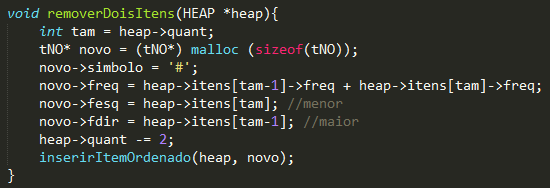 void removerDoisItens(HEAP *heap){
    int tam = heap->quant;
    tNO* novo = (tNO*) malloc (sizeof(tNO));
    novo->simbolo = '#';
    novo->freq = heap->itens[tam-1]->freq + heap->itens[tam]->freq;
    novo->fesq = heap->itens[tam]; //menor
    novo->fdir = heap->itens[tam-1]; //maior
    heap->quant -= 2;
    inserirItemOrdenado(heap, novo);
}